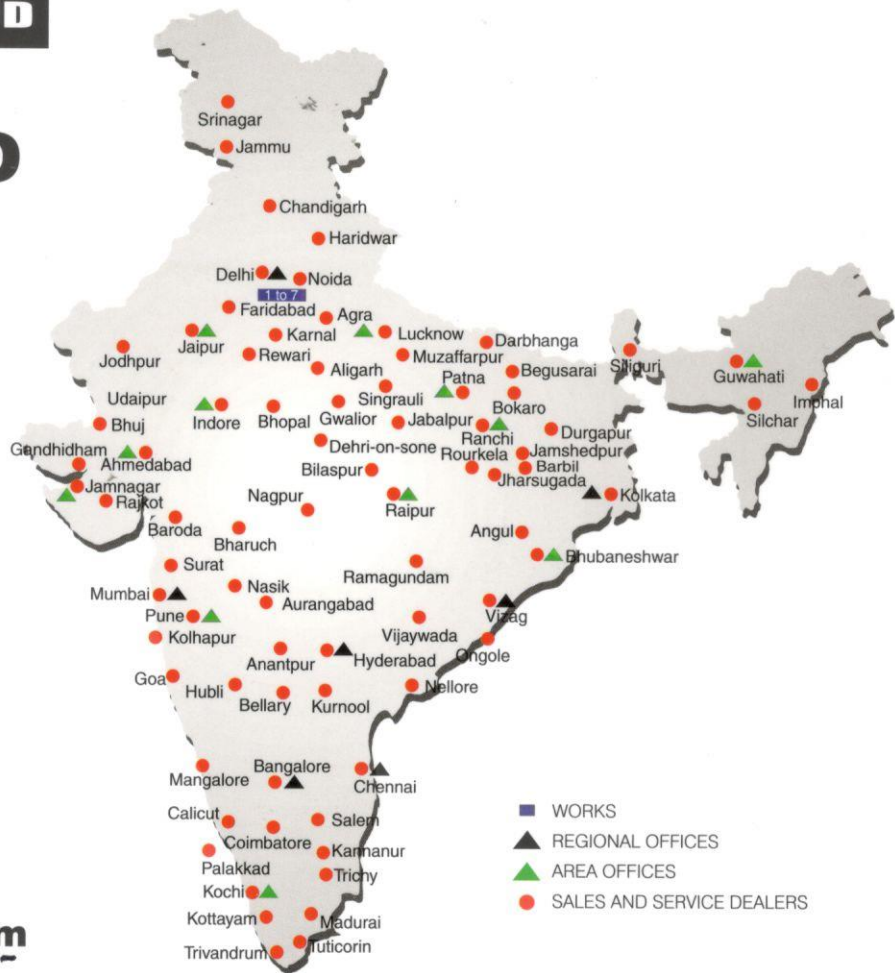 D
Srinagar
Jammu
Chandigarh
Haridwar
Delhi
Noida
1 to 7
Faridabad
Agra
Jaipur
Karnal
Lucknow
Darbhanga
Jodhpur
Rewari
Muzaffarpur
Siliguri
Aligarh
Begusarai
Guwahati
Patna
Imphal
Udaipur
Singrauli
Bokaro
Silchar
Bhuj
Indore
Bhopal
Gwalior
Jabalpur
Ranchi
Durgapur
Gandhidham
Ahmedabad
Dehri-on-sone
Rourkela
Jamshedpur
Bilaspur
Barbil
Jharsugada
Jamnagar
Rajkot
Nagpur
Raipur
Kolkata
Baroda
Bharuch
Angul
Bhubaneshwar
Surat
Ramagundam
Nasik
Mumbai
Aurangabad
Pune
Vizag
Kolhapur
Vijaywada
Anantpur
Hyderabad
Ongole
Goa
Hubli
Bellary
Kurnool
Nellore
Mangalore
Bangalore
Chennai
Calicut
Coimbatore
Salem
Palakkad
Kannanur
Trichy
Kochi
Kottayam
Madurai
Trivandrum
Tuticorin
WORKS
REGIONAL OFFICES
AREA OFFICES
SALES AND SERVICE DEALERS
m